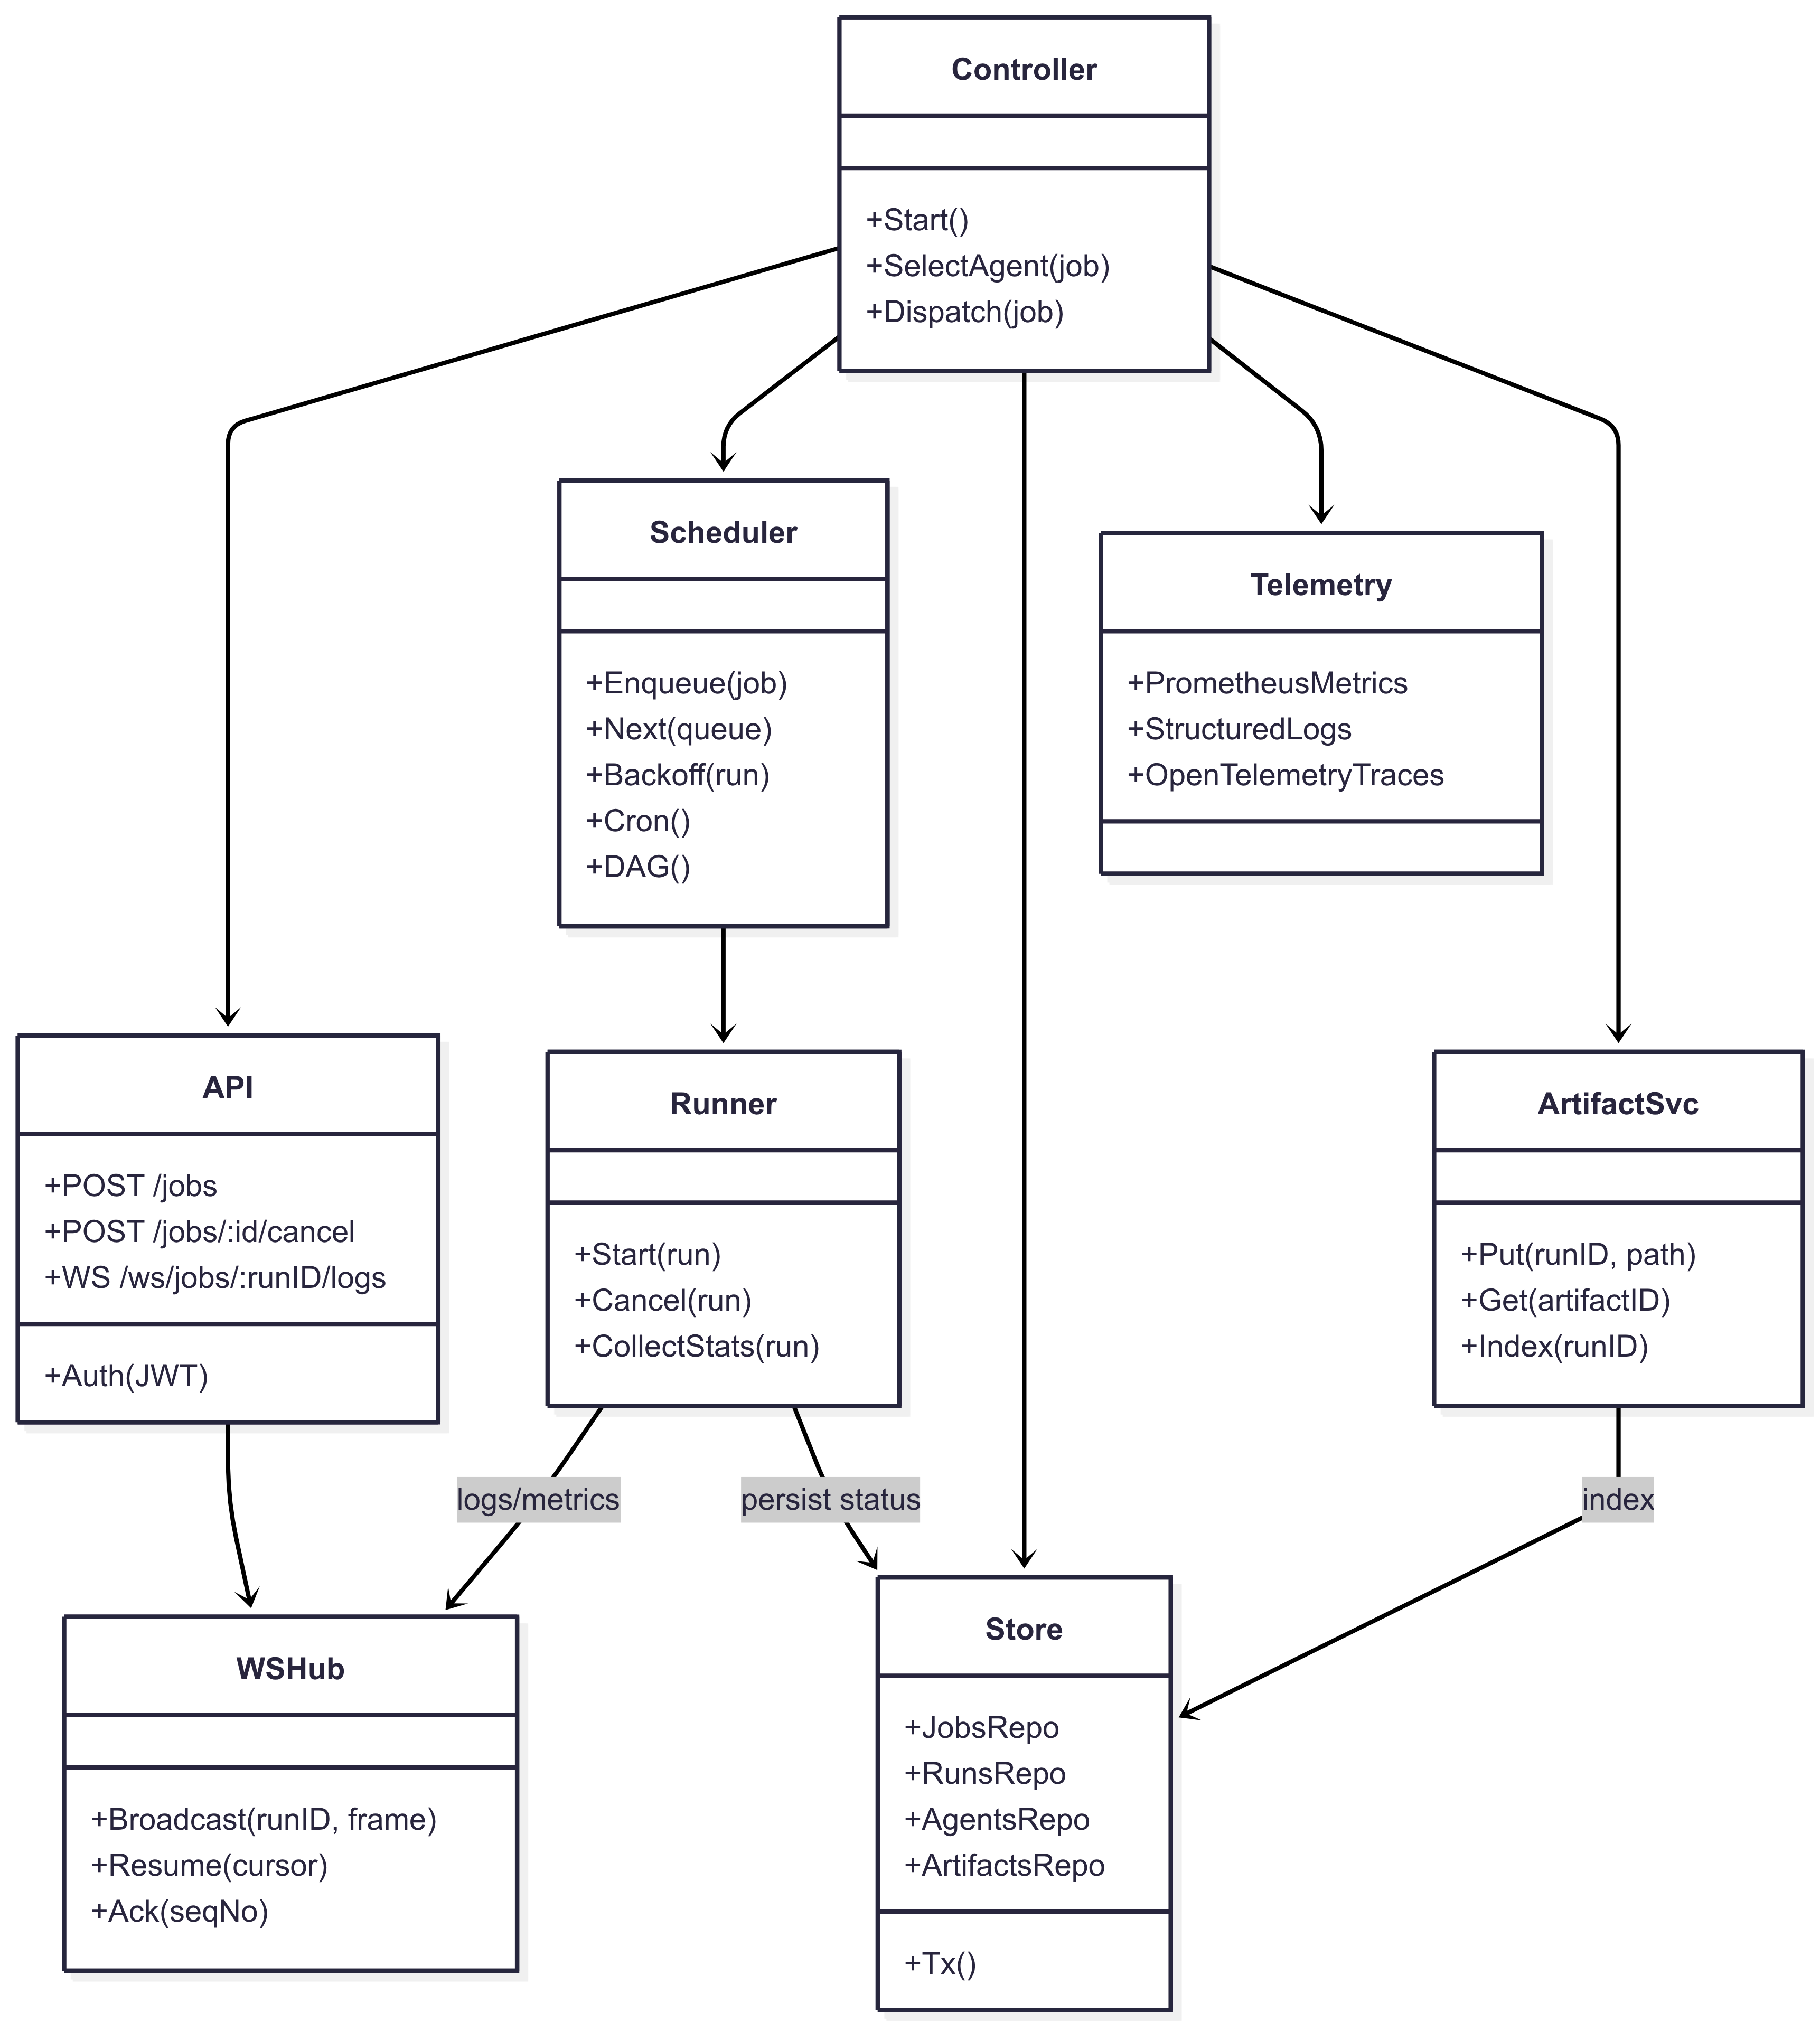 Controller
+Start()
+SelectAgent(job)
+Dispatch(job)
Scheduler
+Enqueue(job)
+Next(queue)
+Backoff(run)
+Cron()
+DAG()
Telemetry
+PrometheusMetrics
+StructuredLogs
+OpenTelemetryTraces
API
+POST /jobs
+POST /jobs/:id/cancel
+WS /ws/jobs/:runID/logs
+Auth(JWT)
Runner
+Start(run)
+Cancel(run)
+CollectStats(run)
ArtifactSvc
+Put(runID, path)
+Get(artifactID)
+Index(runID)
logs/metrics
persist status
index
WSHub
+Broadcast(runID, frame)
+Resume(cursor)
+Ack(seqNo)
Store
+JobsRepo
+RunsRepo
+AgentsRepo
+ArtifactsRepo
+Tx()